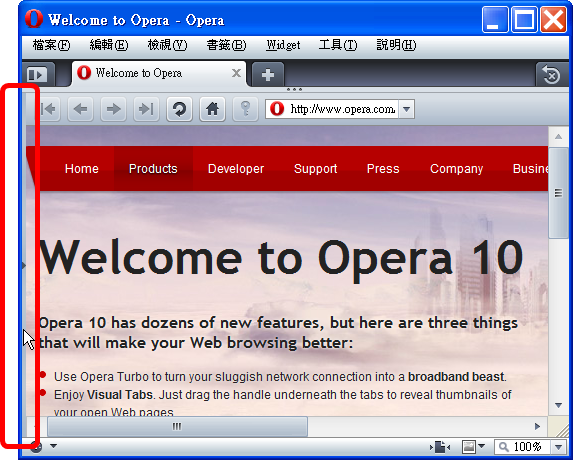 Welcome to Opera - Opera
檔案(F) 編輯(E) 檢視(V) 書籤(B) Widget 工具(T) 說明(H)
Welcome to Opera
http://www.opera.com/
Home Products Developer Support Press Company Busine
Welcome to Opera 10
Opera 10 has dozens of new features, but here are three things
that will make your Web browsing better:
Use Opera Turbo to turn your sluggish network connection into a broadband beast.
Enjoy Visual Tabs. Just drag the handle underneath the tabs to reveal thumbnails of
your open Web pages
100%